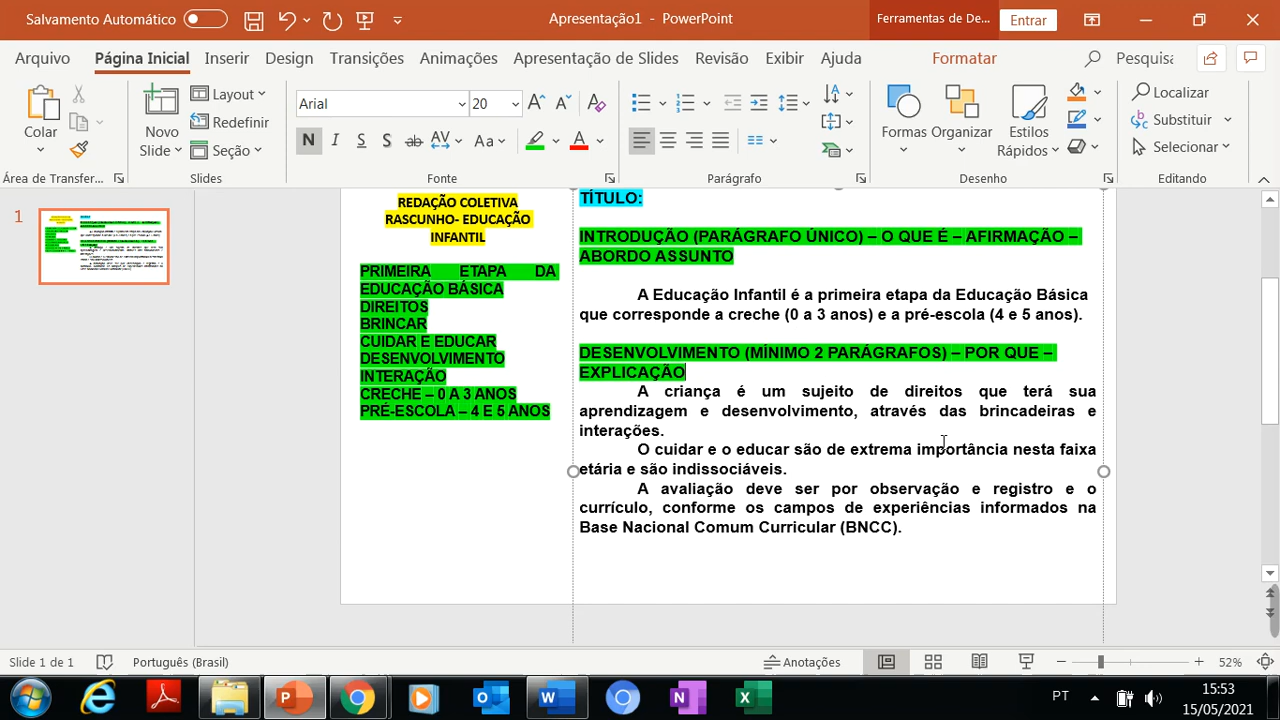 Salvamento Automático
Apresentação1 - PowerPoint
Ferramentas de De...
Entrar
Arquivo
Página Inicial
Inserir
Design
Transições
Animações
Apresentação de Slides
Revisão
Exibir
Ajuda
Formatar
Pesquisa
Colar
Área de Transfer...
Novo
Slide
Layout
Redefinir
Seção
Slides
Arial
20
N I S S ab AV Aa A
Fonte
Parágrafo
Formas
Organizar
Estilos
Rápidos
Desenho
Localizar
Substituir
Selecionar
Editando
1
REDAÇÃO COLETIVA
RASCUNHO- EDUCAÇÃO
INFANTIL
PRIMEIRA ETAPA DA
EDUCAÇÃO BÁSICA
DIREITOS
BRINCAR
CUIDAR E EDUCAR
DESENVOLVIMENTO
INTERAÇÃO
CRECHE – 0 A 3 ANOS
PRÉ-ESCOLA – 4 E 5 ANOS
TÍTULO:
INTRODUÇÃO (PARÁGRAFO ÚNICO) – O QUE É – AFIRMAÇÃO –
ABORDO ASSUNTO
A Educação Infantil é a primeira etapa da Educação Básica
que corresponde a creche (0 a 3 anos) e a pré-escola (4 e 5 anos).
DESENVOLVIMENTO (MÍNIMO 2 PARÁGRAFOS) – POR QUE –
EXPLICAÇÃO
A criança é um sujeito de direitos que terá sua
aprendizagem e desenvolvimento, através das brincadeiras e
interações.
O cuidar e o educar são de extrema importância nesta faixa
etária e são indissociáveis.
A avaliação deve ser por observação e registro e o
currículo, conforme os campos de experiências informados na
Base Nacional Comum Curricular (BNCC).
Slide 1 de 1
Português (Brasil)
Anotações
52%
PT
15:53
15/05/2021